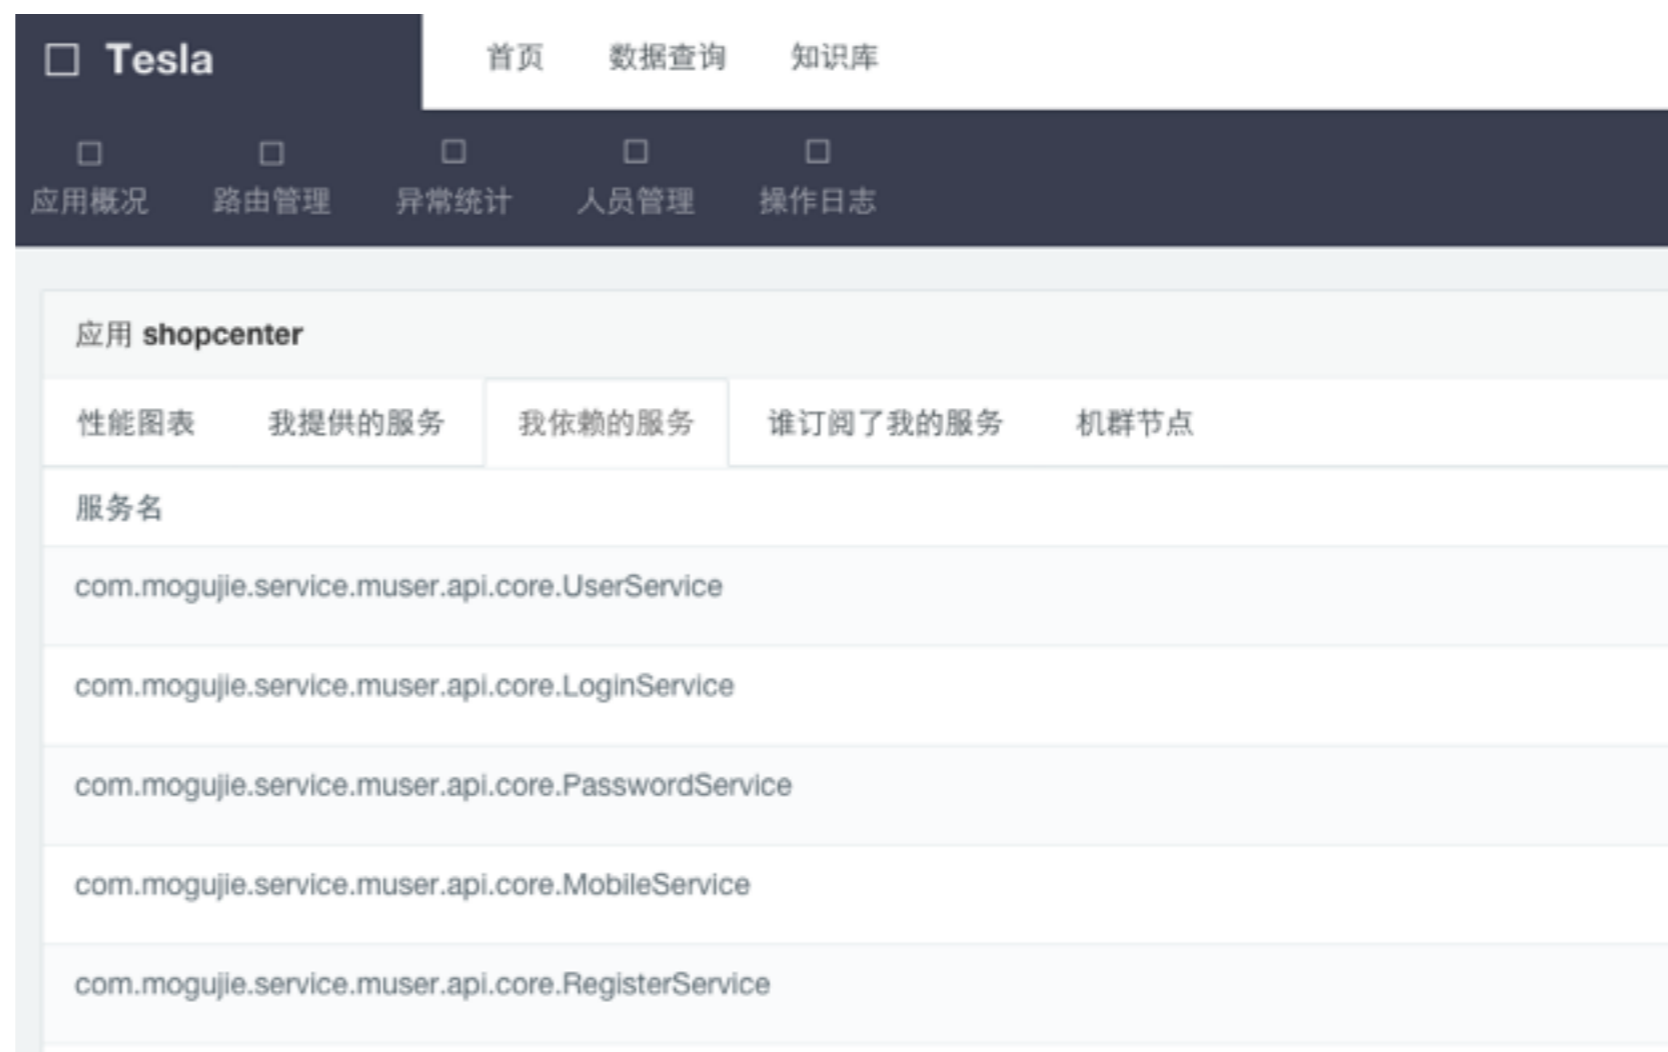 Tesla 首页 数据查询 知识库
应用概况 路由管理 异常统计 人员管理 操作日志
应用 shopcenter
性能图表 我提供的服务 我依赖的服务 谁订阅了我的服务 机群节点
服务名
com.mogujie.service.muser.api.core.UserService
com.mogujie.service.muser.api.core.LoginService
com.mogujie.service.muser.api.core.PasswordService
com.mogujie.service.muser.api.core.MobileService
com.mogujie.service.muser.api.core.RegisterService